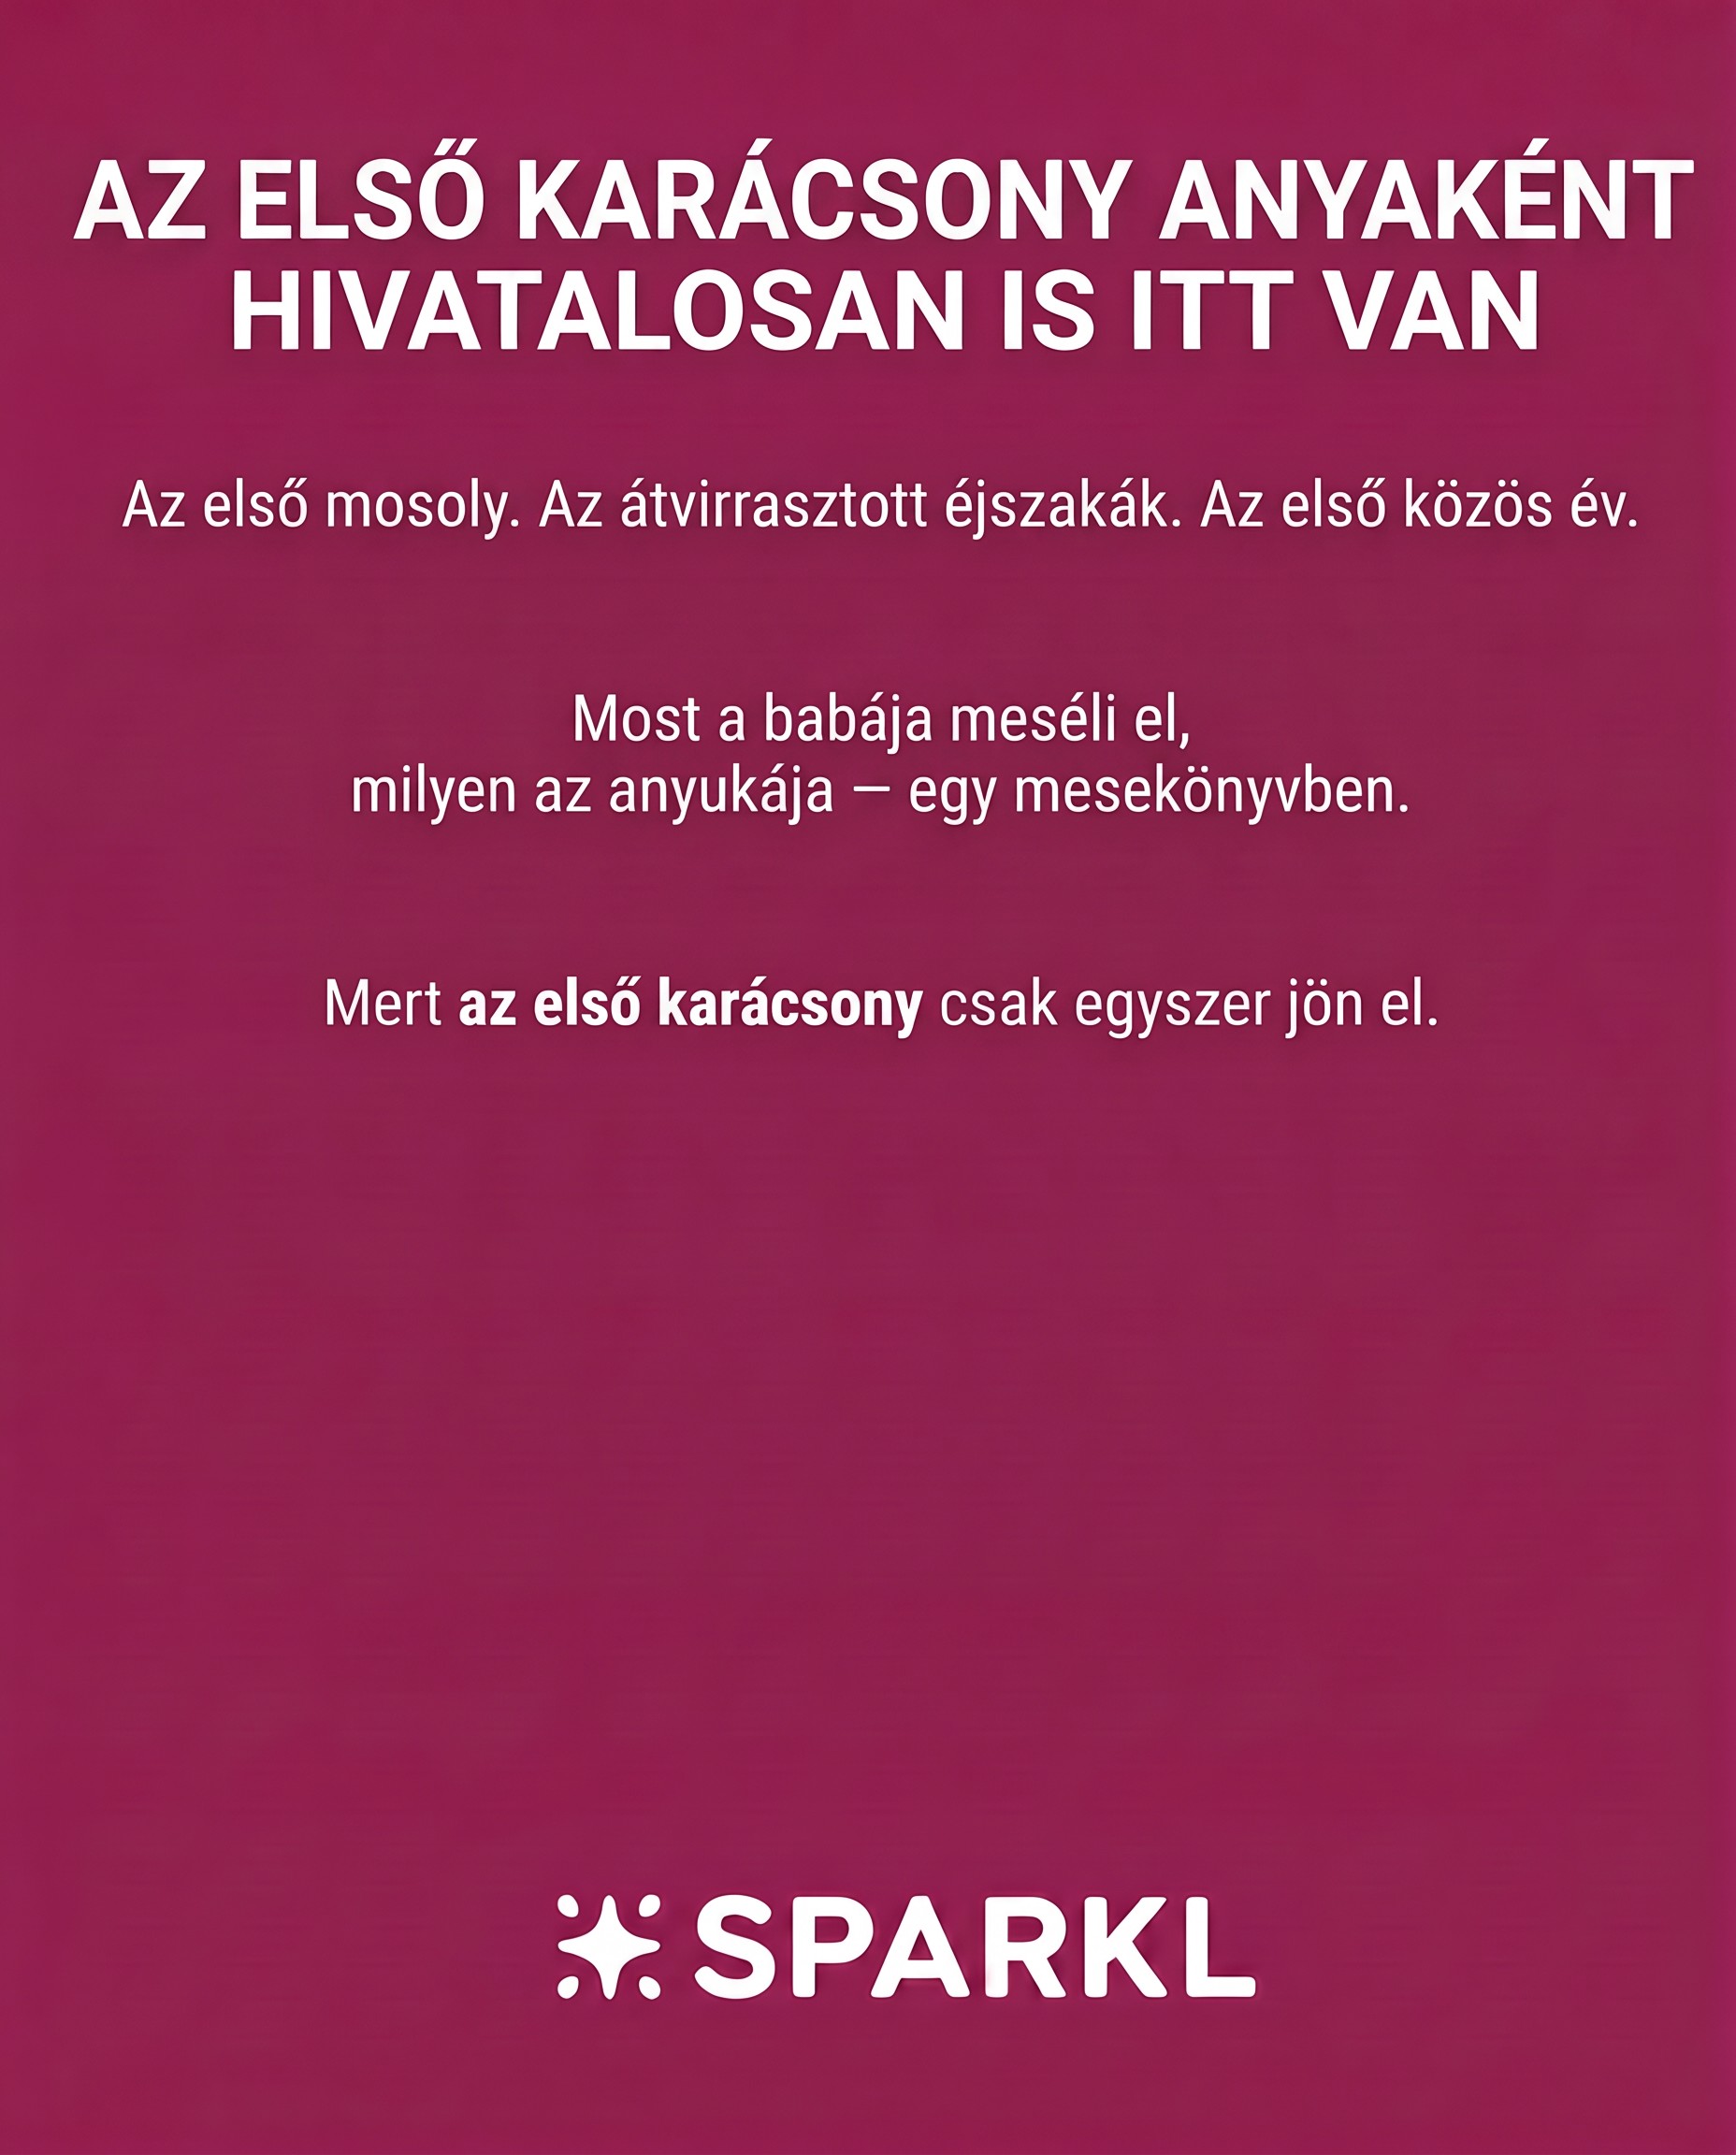 AZ ELSŐ KARÁCSONY ANYAKÉNT
HIVATALOSAN IS ITT VAN
Az első mosoly. Az átvirrasztott éjszakák. Az első közös év.
Most a babája meséli el,
milyen az anyukája — egy mesekönyvben.
Mert az első karácsony csak egyszer jön el.
SPARKL